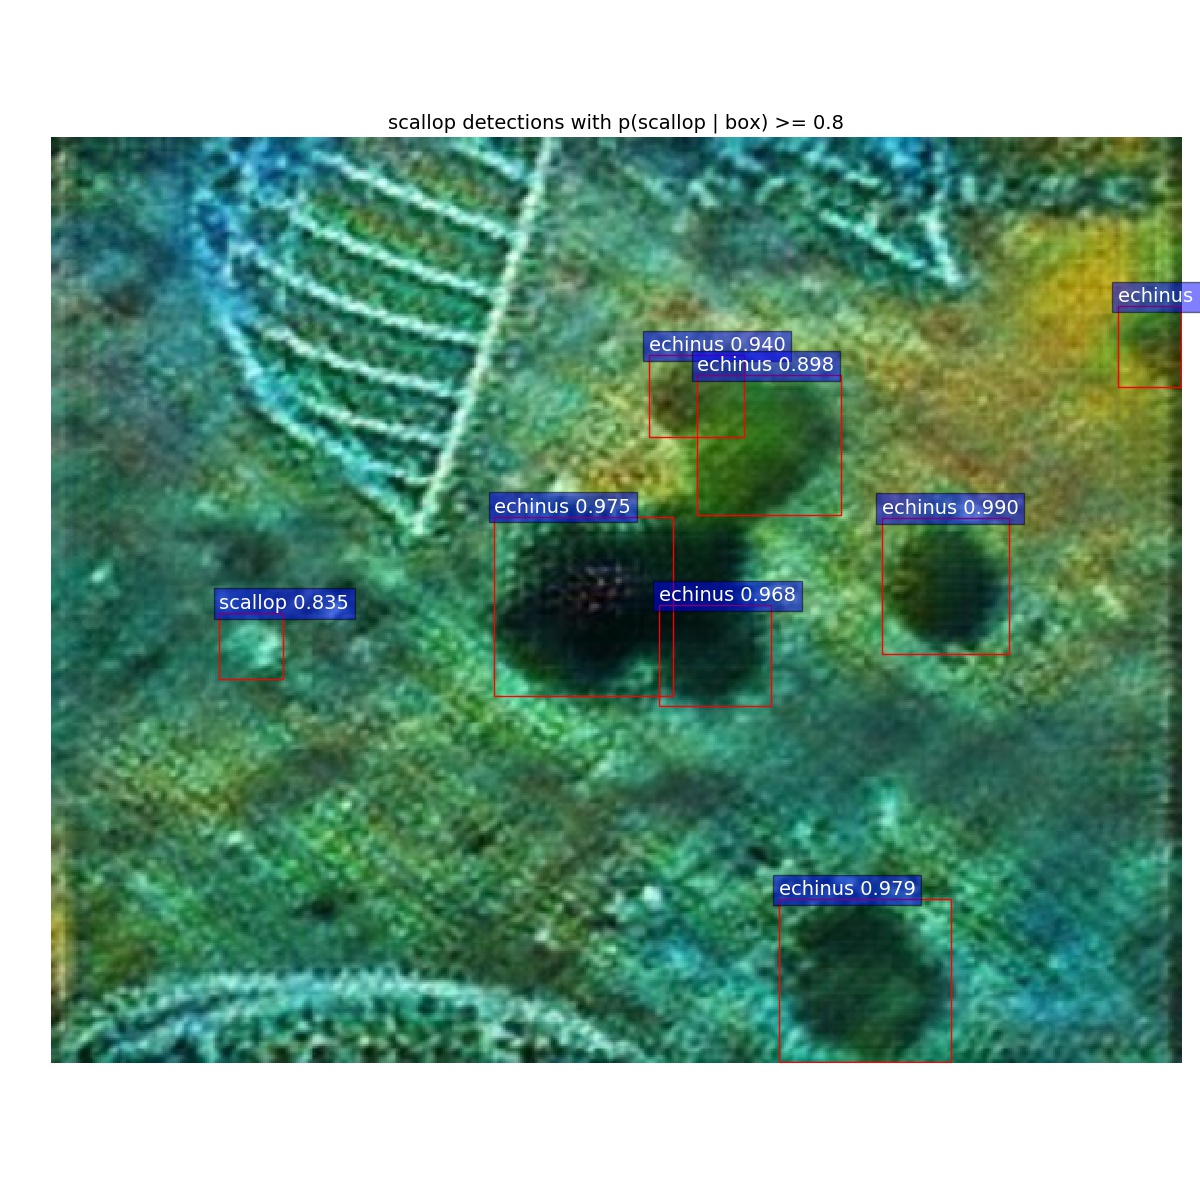 scallop detections with p(scallop | box) >= 0.8
echinus
echinus 0.940
echinus 0.898
echinus 0.975
echinus 0.990
echinus 0.968
scallop 0.835
echinus 0.979